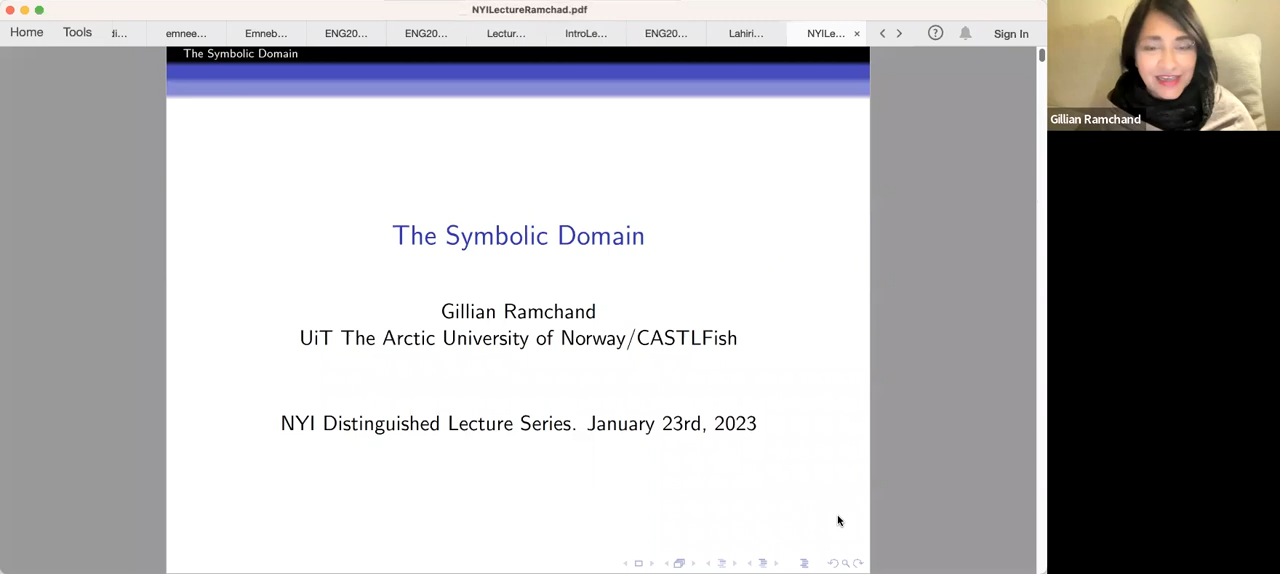 NYILectureRamchad.pdf
Home Tools di... emnee... Emneb... ENG20... ENG20... Lectur... IntroLe... ENG20... Lahiri... NYILe... × ? Sign In
The Symbolic Domain
Gillian Ramchand
The Symbolic Domain
Gillian Ramchand
UiT The Arctic University of Norway/CASTLFish
NYI Distinguished Lecture Series. January 23rd, 2023